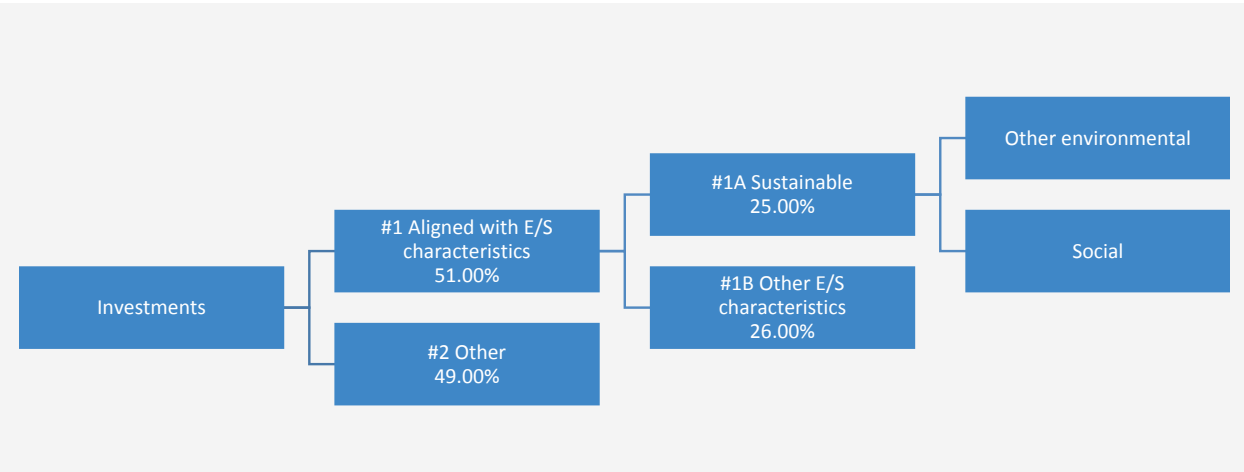 Investments
#1 Aligned with E/S
characteristics
51.00%
#2 Other
49.00%
#1A Sustainable
25.00%
#1B Other E/S
characteristics
26.00%
Other environmental
Social